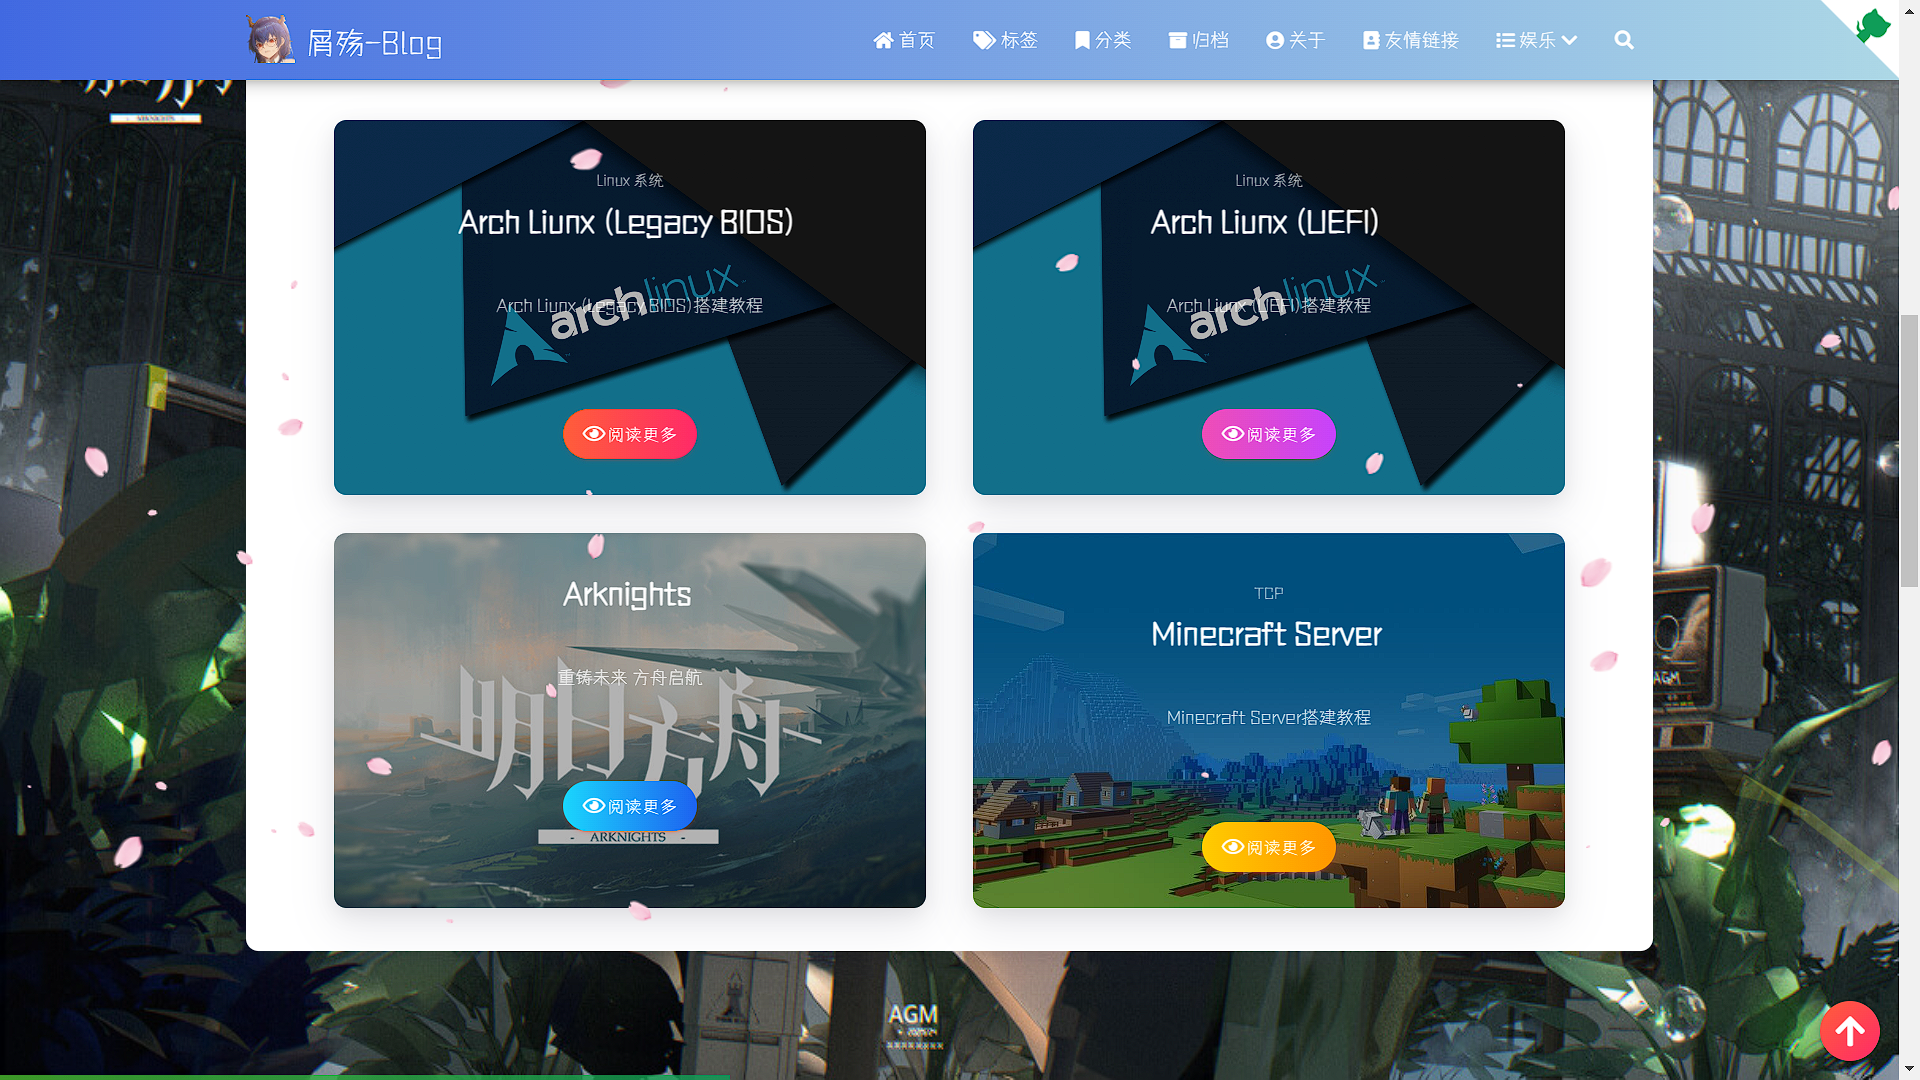 屑殇-Blog
首页
标签
分类
归档
关于
友情链接
娱乐
ARKNIGHTS
Linux 系统
Arch Liunx (Legacy BIOS)
archlinux
Arch Liunx (Legacy BIOS)搭建教程
阅读更多
Linux 系统
Arch Liunx (UEFI)
archlinux
Arch Liunx (UEFI)搭建教程
阅读更多
Arknights
重铸未来 方舟启航
明日方舟
阅读更多
- ARKNIGHTS -
TCP
Minecraft Server
Minecraft Server搭建教程
阅读更多
AGM
AGM